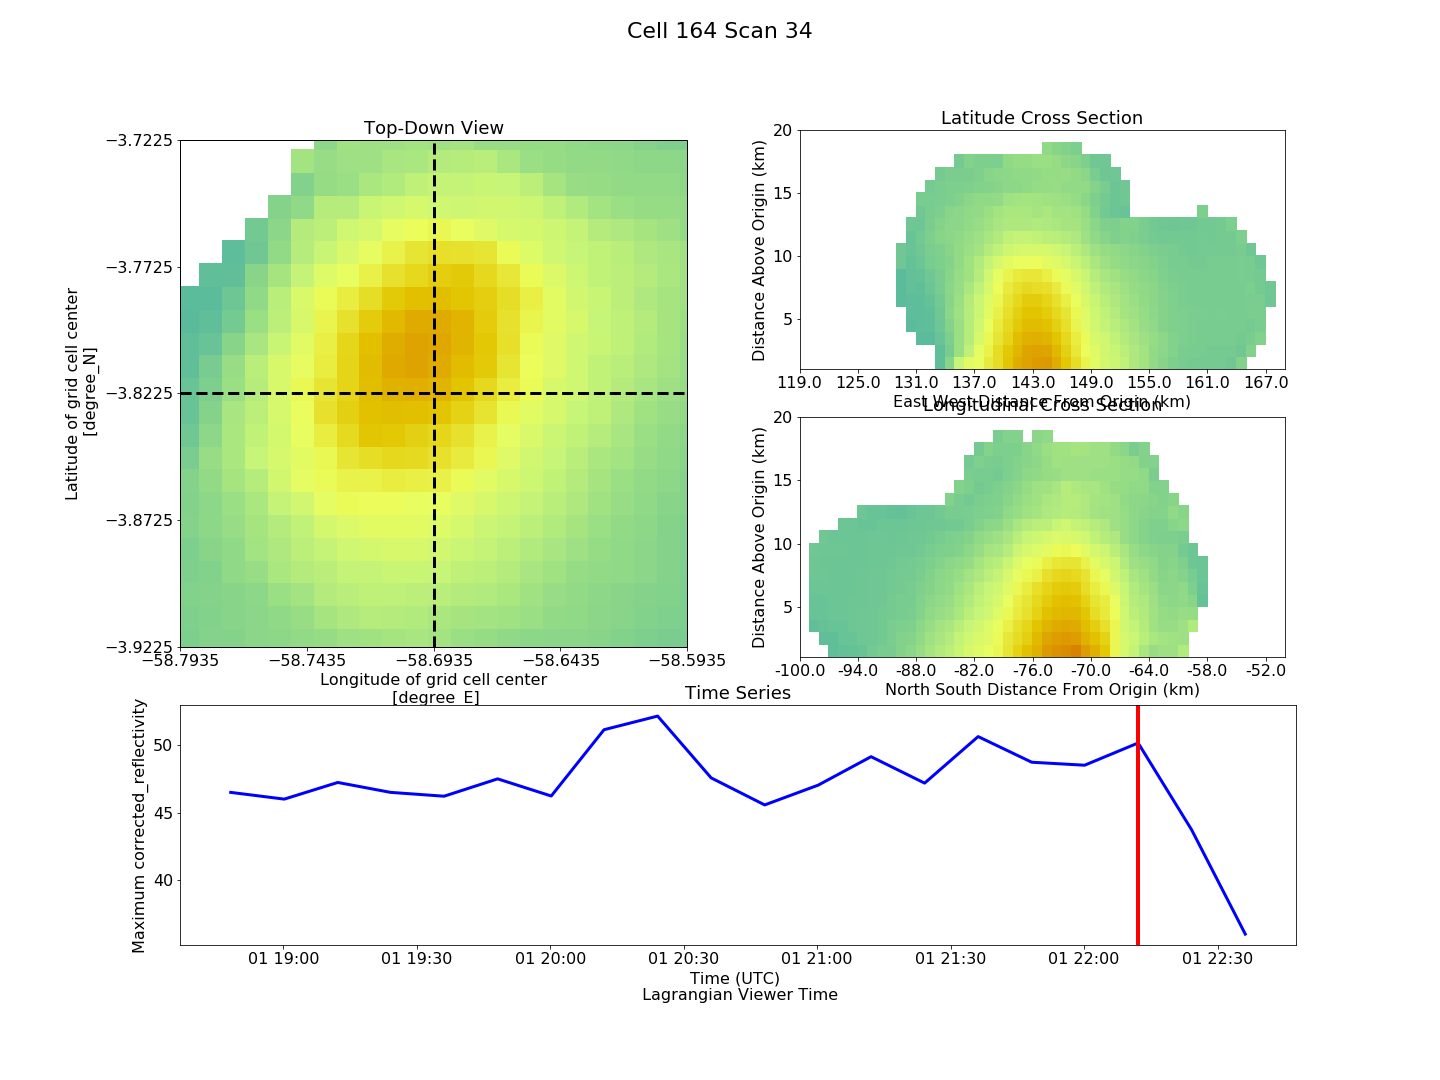 Cell 164 Scan 34
Top-Down View
−3.7225
−3.7725
−3.8225
−3.8725
−3.9225
Latitude of grid cell center
[degree_N]
−58.7935 −58.7435 −58.6935 −58.6435 −58.5935
Longitude of grid cell center
[degree_E]
Latitude Cross Section
20
15
10
5
Distance Above Origin (km)
119.0 125.0 131.0 137.0 143.0 149.0 155.0 161.0 167.0
East West Distance From Origin (km)
Longitudinal Cross Section
20
15
10
5
Distance Above Origin (km)
-100.0 -94.0 -88.0 -82.0 -76.0 -70.0 -64.0 -58.0 -52.0
North South Distance From Origin (km)
Time Series
50
45
40
Maximum corrected_reflectivity
01 19:00 01 19:30 01 20:00 01 20:30 01 21:00 01 21:30 01 22:00 01 22:30
Time (UTC)
Lagrangian Viewer Time